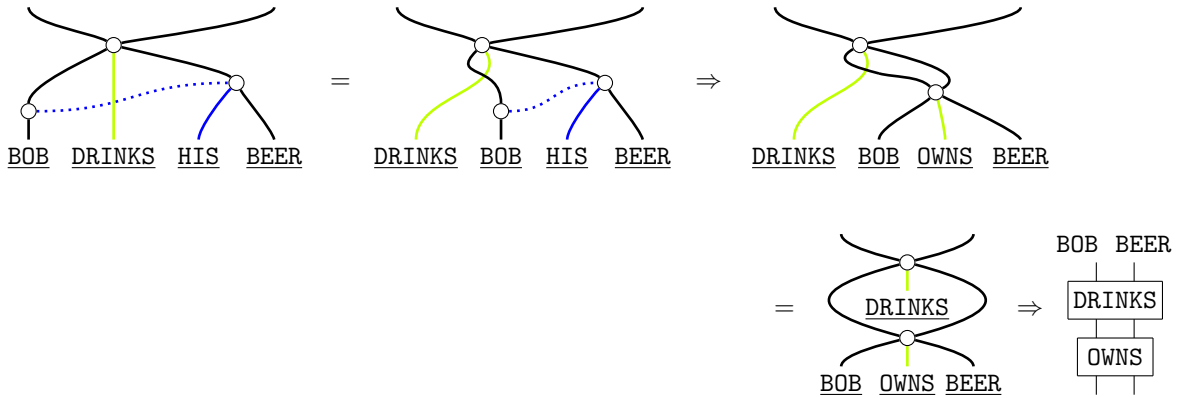 = ⇒
BOB DRINKS HIS BEER DRINKS BOB HIS BEER DRINKS BOB OWNS BEER
BOB BEER
DRINKS
= DRINKS ⇒
OWNS
BOB OWNS BEER